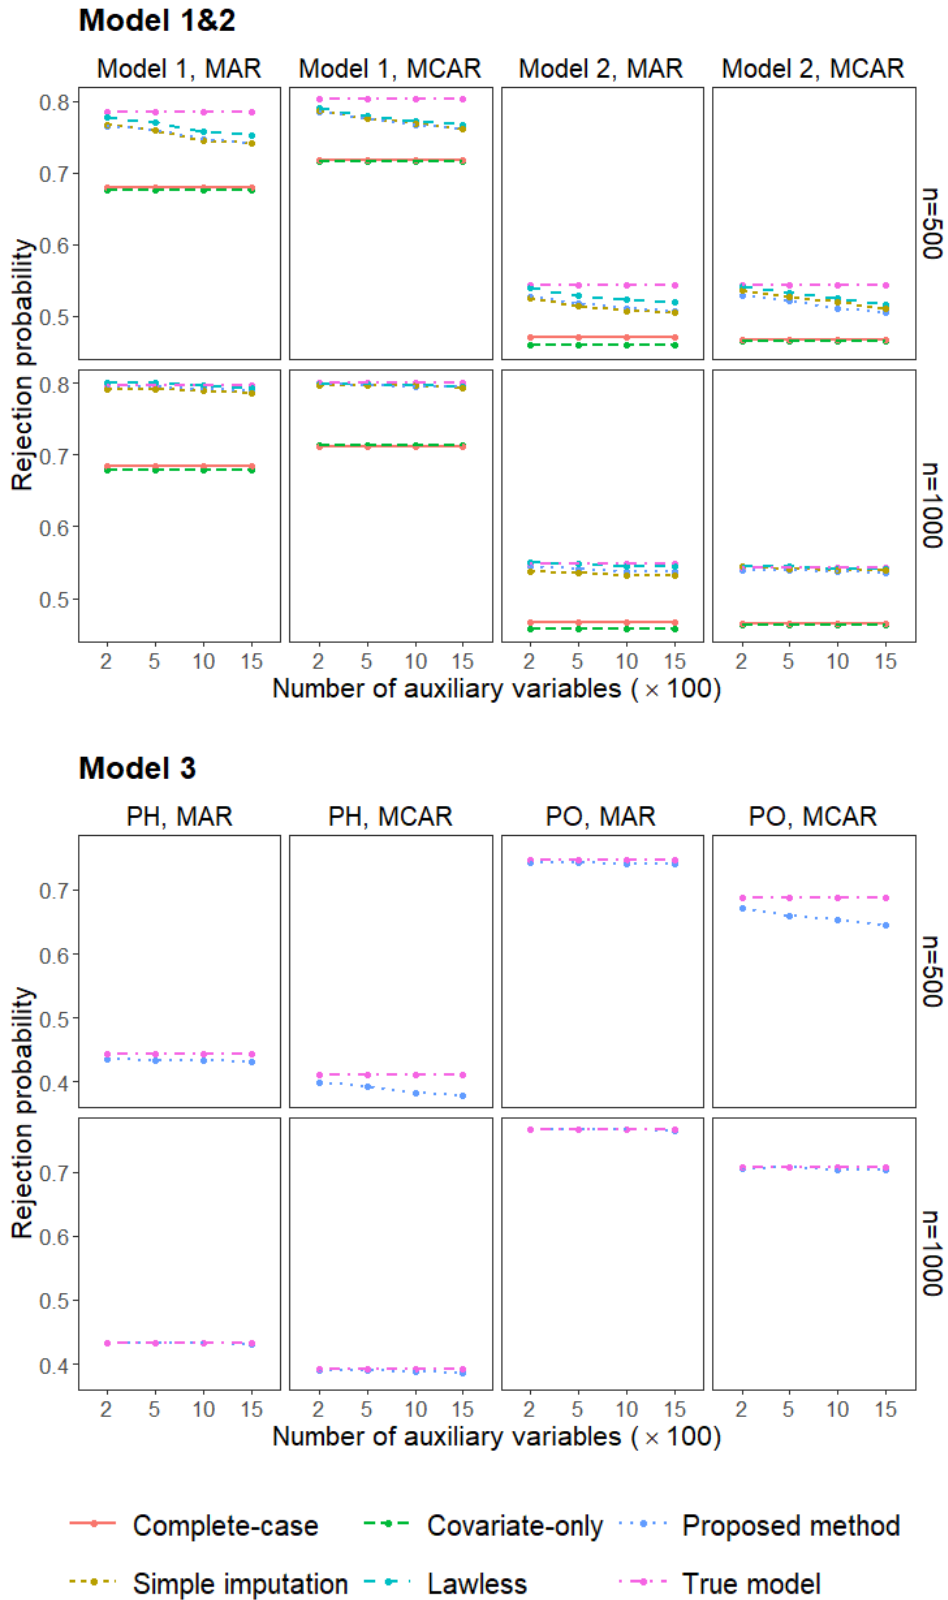 Model 1&2
Model 1, MAR Model 1, MCAR Model 2, MAR Model 2, MCAR
0.8
0.7
0.6
0.5
n=500
Rejection probability
0.8
0.7
0.6
0.5
n=1000
2 5 10 15 2 5 10 15 2 5 10 15 2 5 10 15
Number of auxiliary variables (×100)
Model 3
PH, MAR PH, MCAR PO, MAR PO, MCAR
0.7
0.6
0.5
0.4
n=500
Rejection probability
0.7
0.6
0.5
0.4
n=1000
2 5 10 15 2 5 10 15 2 5 10 15 2 5 10 15
Number of auxiliary variables (×100)
Complete-case Covariate-only Proposed method
Simple imputation Lawless True model